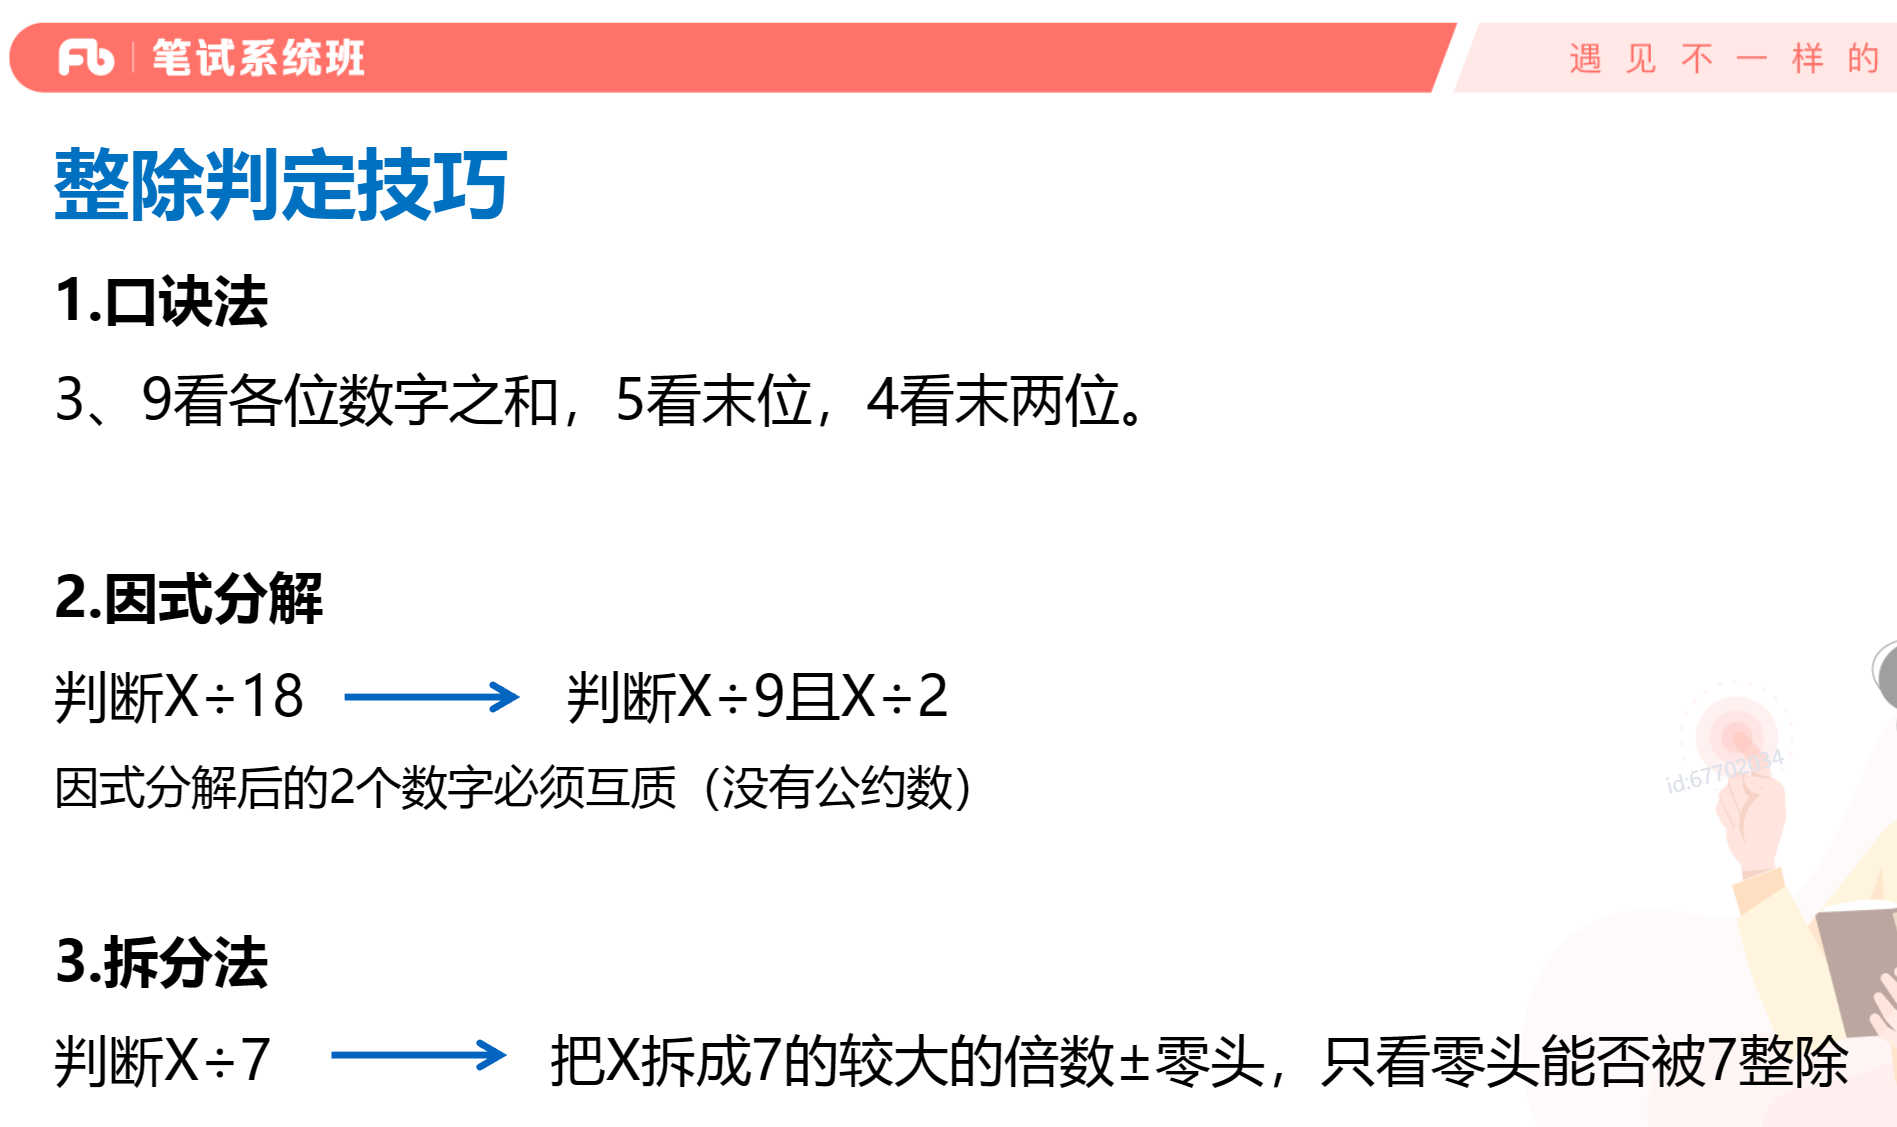 Fb 笔试系统班
遇见不一样的
整除判定技巧
1.口诀法
3、9看各位数字之和，5看末位，4看末两位。
2.因式分解
判断X÷18 → 判断X÷9且X÷2
因式分解后的2个数字必须互质（没有公约数）
id:67702034
3.拆分法
判断X÷7 → 把X拆成7的较大的倍数±零头，只看零头能否被7整除